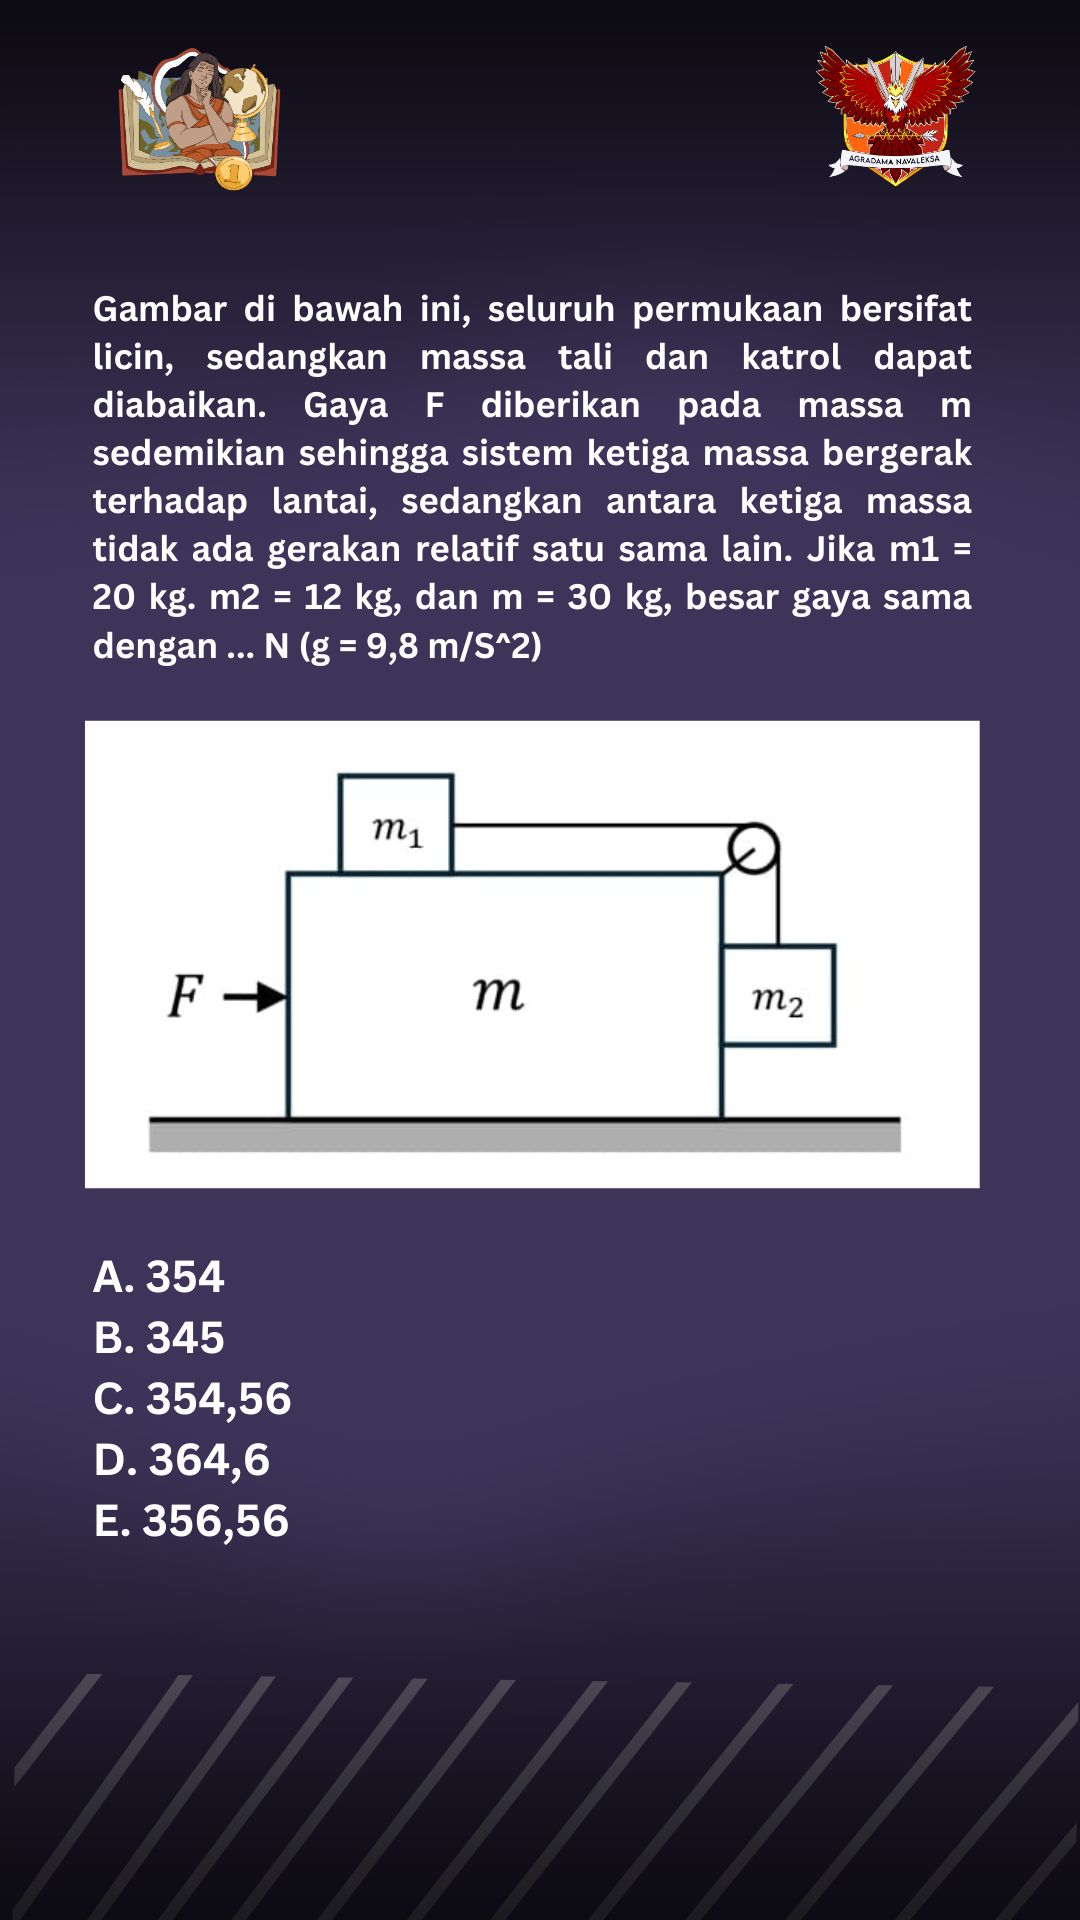 AGRADAMA NAVALEKSA
1
Gambar di bawah ini, seluruh permukaan bersifat
licin, sedangkan massa tali dan katrol dapat
diabaikan. Gaya F diberikan pada massa m
sedemikian sehingga sistem ketiga massa bergerak
terhadap lantai, sedangkan antara ketiga massa
tidak ada gerakan relatif satu sama lain. Jika m1 =
20 kg. m2 = 12 kg, dan m = 30 kg, besar gaya sama
dengan ... N (g = 9,8 m/S^2)
m₁
F
m
m₂
A. 354
B. 345
C. 354,56
D. 364,6
E. 356,56